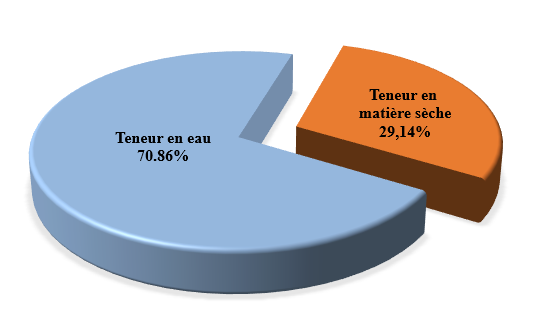 Teneur en eau
70.86%
Teneur en
matière sèche
29,14%